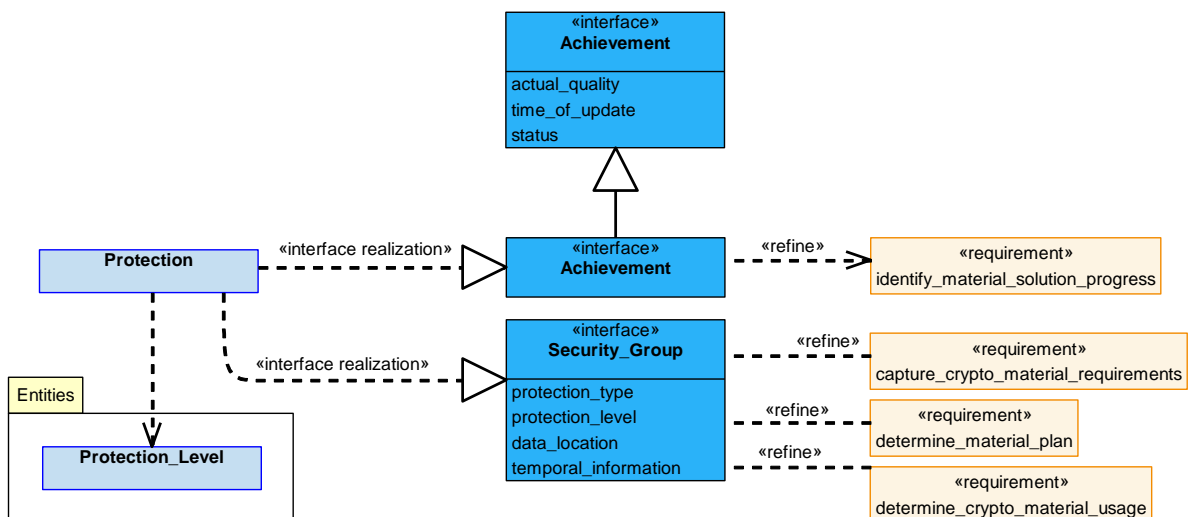 «interface»
Achievement
actual_quality
time_of_update
status
Protection
«interface realization»
«interface»
Achievement
«refine»
«requirement»
identify_material_solution_progress
«interface realization»
«interface»
Security_Group
protection_type
protection_level
data_location
temporal_information
«refine»
«requirement»
capture_crypto_material_requirements
«refine»
«requirement»
determine_material_plan
«refine»
«requirement»
determine_crypto_material_usage
Entities
Protection_Level